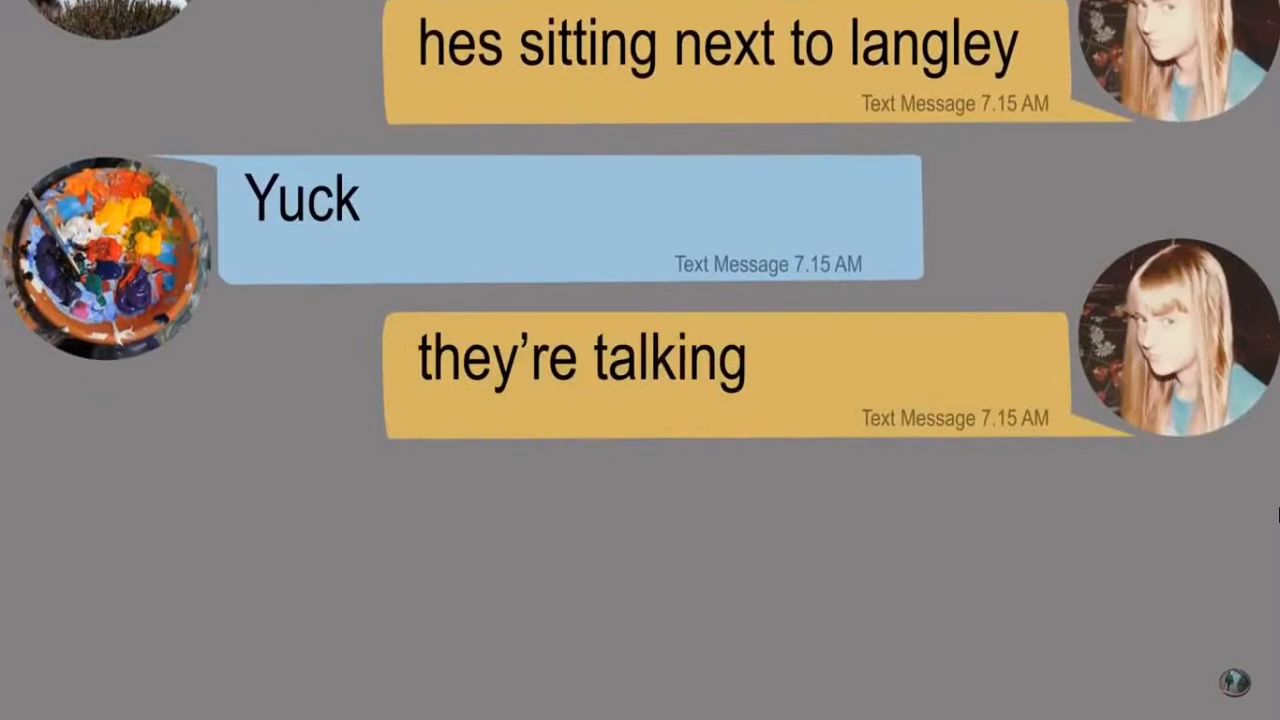 hes sitting next to langley
Text Message 7.15 AM
Yuck
Text Message 7.15 AM
they’re talking
Text Message 7.15 AM